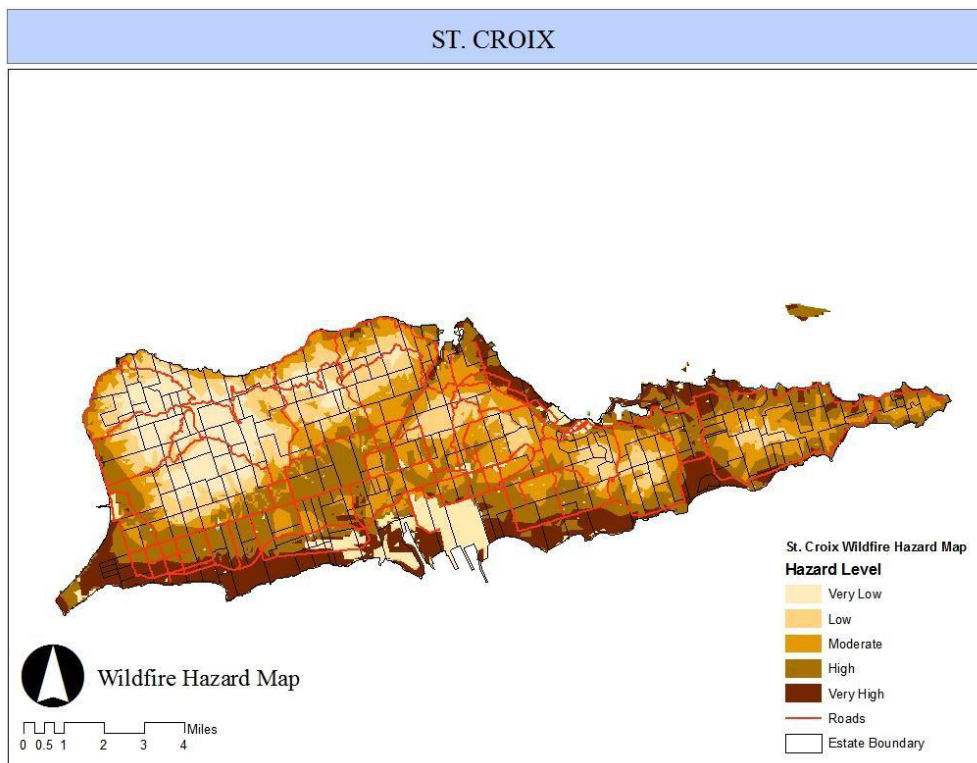 ST. CROIX
St. Croix Wildfire Hazard Map
Hazard Level
Very Low
Low
Moderate
High
Very High
Roads
Estate Boundary
Wildfire Hazard Map
Miles
0 0.5 1 2 3 4